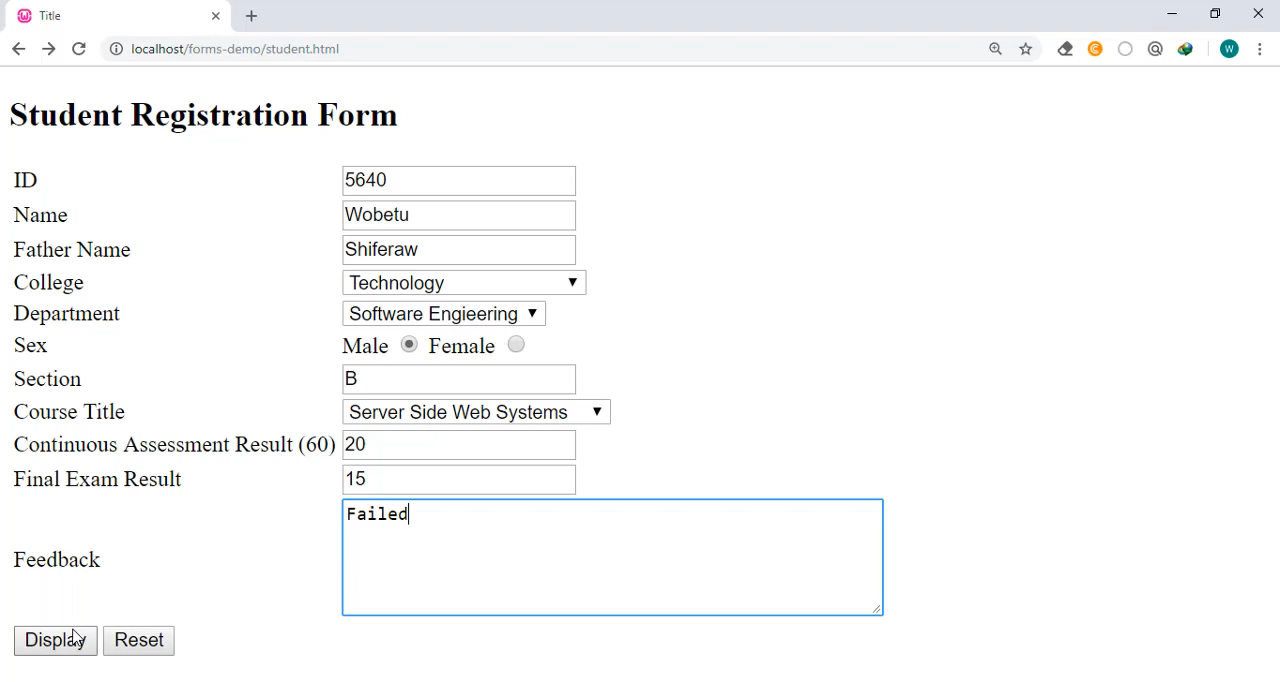 Title
localhost/forms-demo/student.html
W
Student Registration Form
ID 5640
Name Wobetu
Father Name Shiferaw
College Technology
Department Software Engieering
Sex Male Female
Section B
Course Title Server Side Web Systems
Continuous Assessment Result (60) 20
Final Exam Result 15
Failed
Feedback
Display Reset